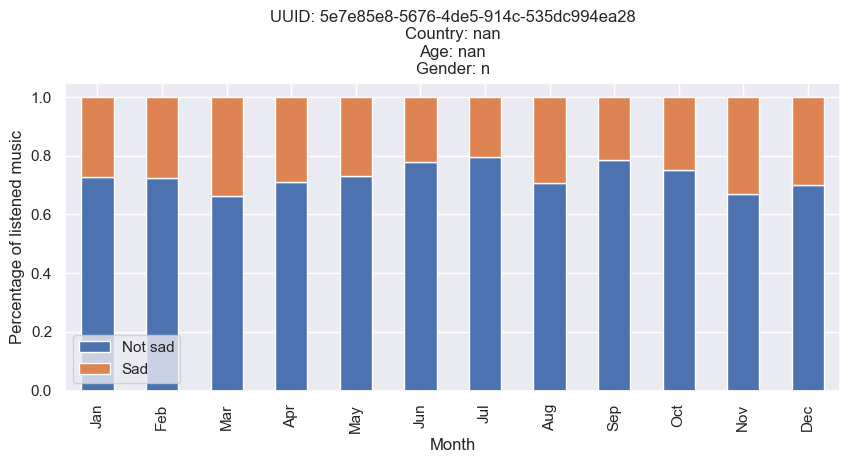 UUID: 5e7e85e8-5676-4de5-914c-535dc994ea28
Country: nan
Age: nan
Gender: n
Percentage of listened music
1.0
0.8
0.6
0.4
0.2
0.0
Not sad
Sad
Jan
Feb
Mar
Apr
May
Jun
Jul
Aug
Sep
Oct
Nov
Dec
Month